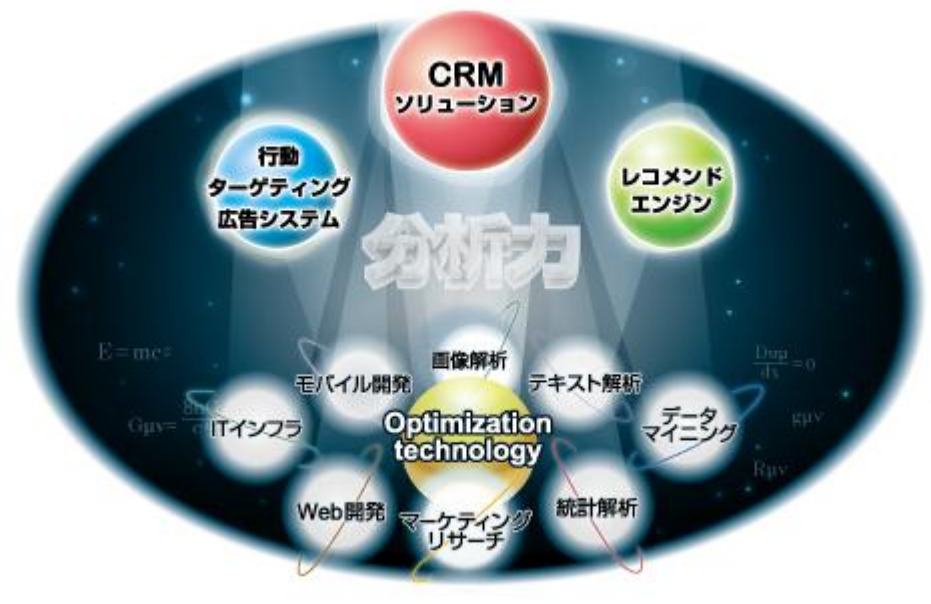 CRM
ソリューション
行動
ターゲティング
広告システム
レコメンド
エンジン
分析力
画像解析
モバイル開発
テキスト解析
ITインフラ
Optimization
technology
データ
マイニング
Web開発
マーケティング
リサーチ
統計解析
gμν
Rμν